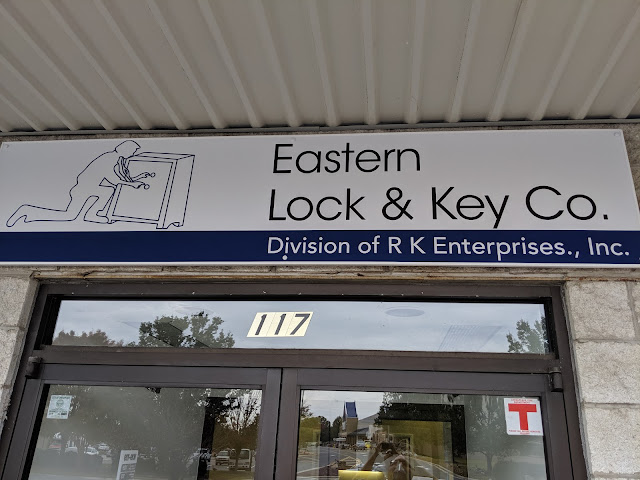 Eastern
Lock & Key Co.
Division of R K Enterprises., Inc.
117
T